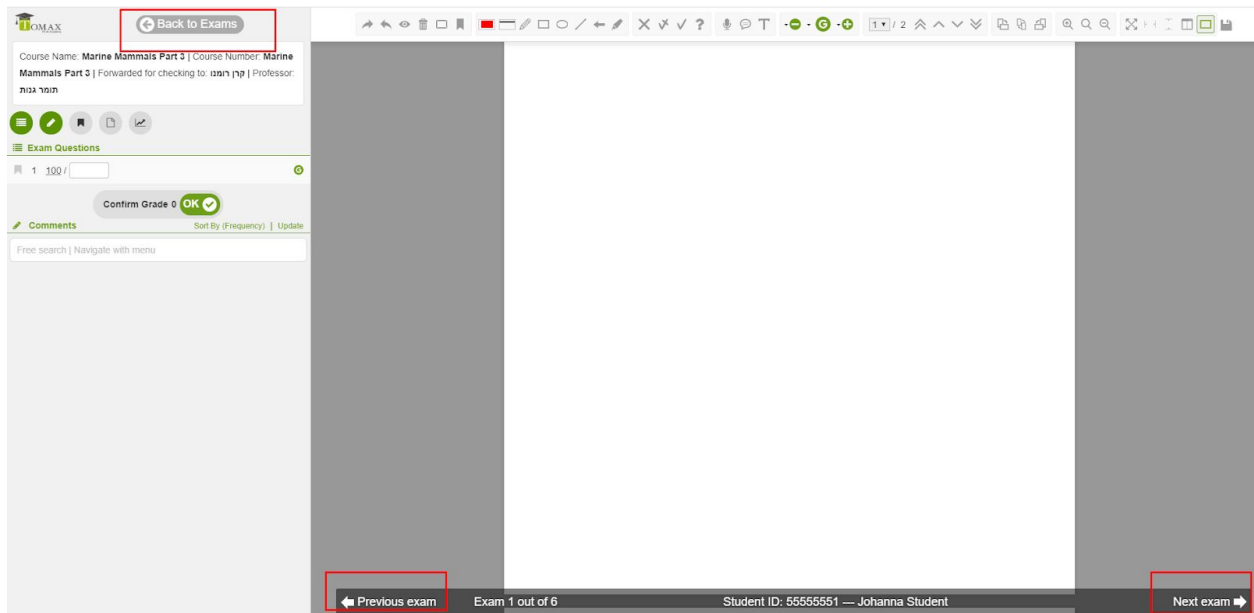 TOMAX
Back to Exams
Course Name: Marine Mammals Part 3 | Course Number: Marine
Mammals Part 3 | Forwarded for checking to: קרן רומנו | Professor:
תומר גנות
Exam Questions
1 100 /
Confirm Grade 0 OK
Comments Sort By (Frequency) | Update
Free search | Navigate with menu
? T - - G - + 1 / 2
Previous exam Exam 1 out of 6 Student ID: 55555551 — Johanna Student Next exam